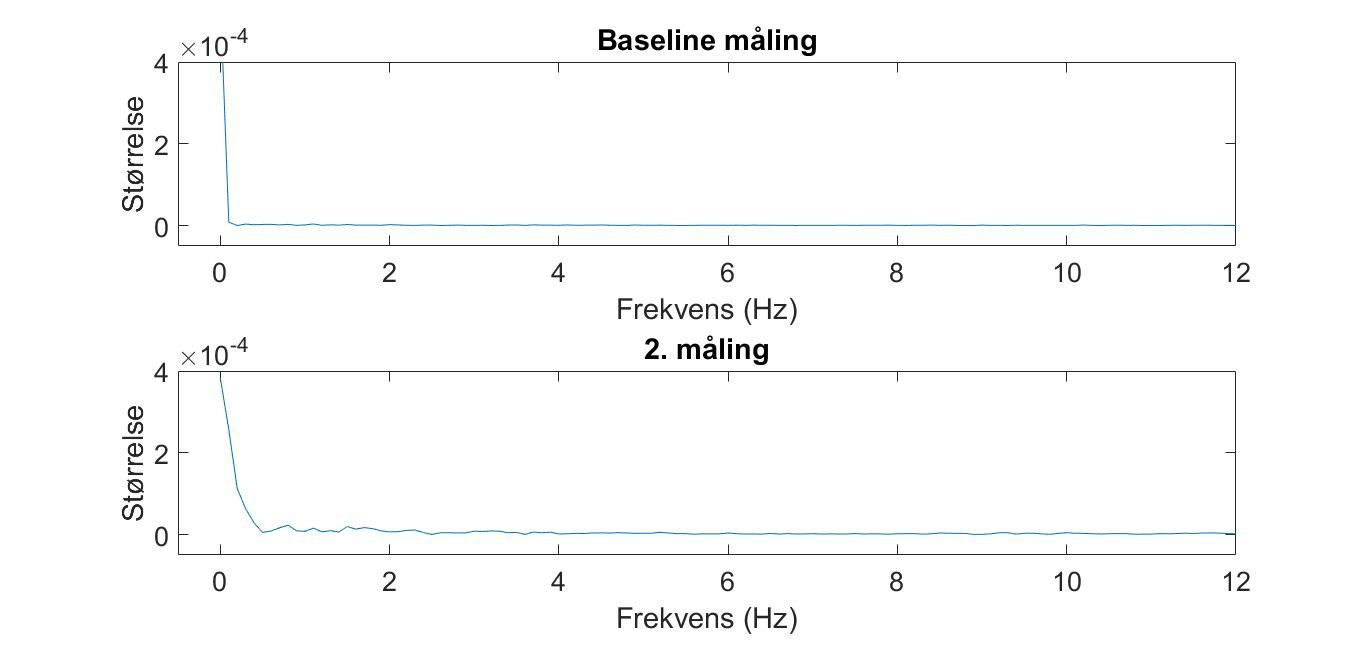 Baseline måling
×10-4
4
2
0
Størrelse
0 2 4 6 8 10 12
Frekvens (Hz)
2. måling
×10-4
4
2
0
Størrelse
0 2 4 6 8 10 12
Frekvens (Hz)